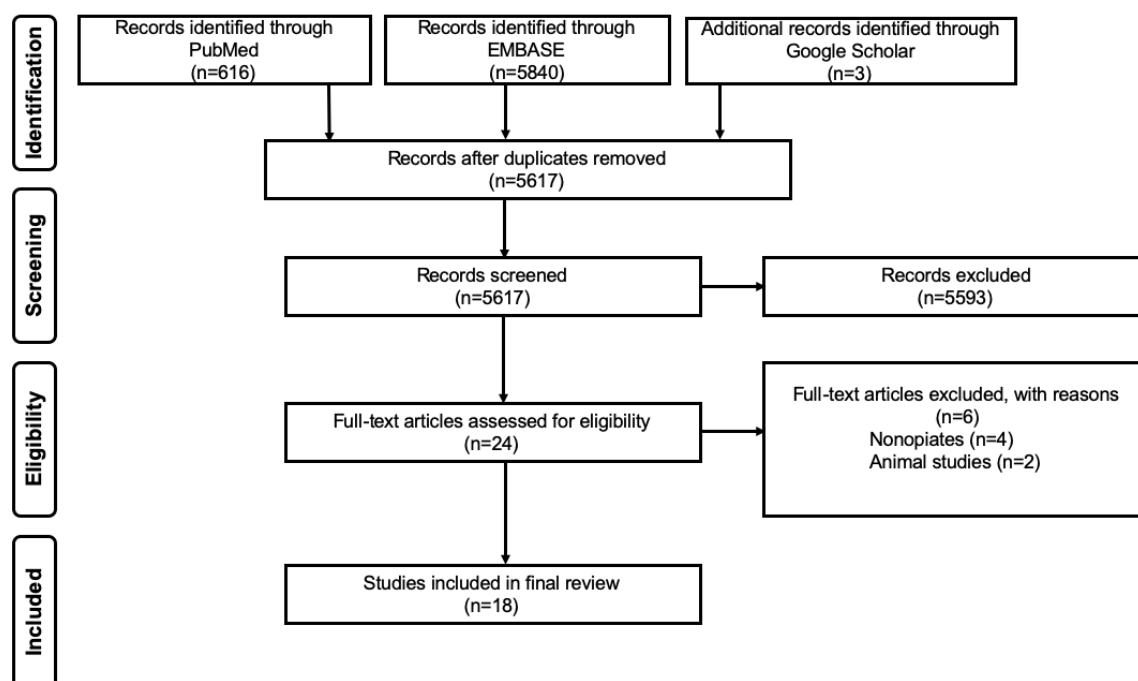 Identification
Records identified through
PubMed
(n=616)
Records identified through
EMBASE
(n=5840)
Additional records identified through
Google Scholar
(n=3)
Records after duplicates removed
(n=5617)
Screening
Records screened
(n=5617)
Records excluded
(n=5593)
Eligibility
Full-text articles assessed for eligibility
(n=24)
Full-text articles excluded, with reasons
(n=6)
Nonopiates (n=4)
Animal studies (n=2)
Included
Studies included in final review
(n=18)